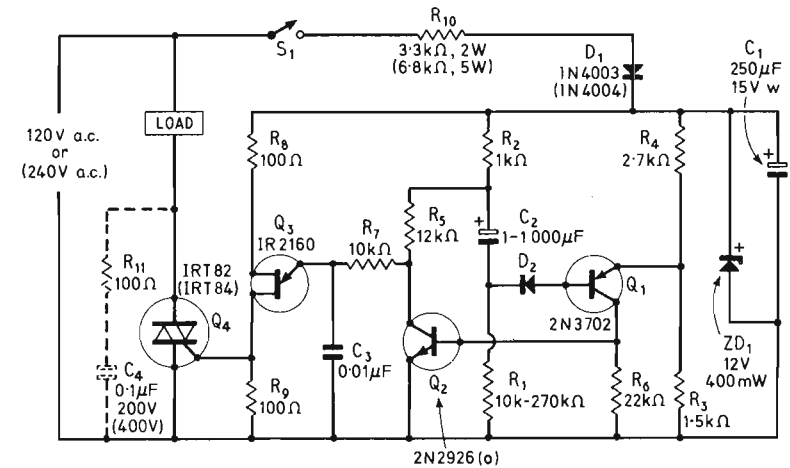 R10
3·3kΩ, 2W
(6·8kΩ, 5W)
S1
D1
1N4003
(1N4004)
C1
250μF
15V w
+
120V a.c.
or
(240V a.c.)
LOAD
R8
100Ω
R2
1kΩ
R4
2·7kΩ
Q3
IR2160
R7
10kΩ
R5
12kΩ
+
C2
1-1000μF
D2
Q1
2N3702
+
R11
100Ω
IRT82
(IRT84)
Q4
C4
0·1μF
200V
(400V)
R9
100Ω
C3
0·01μF
Q2
2N2926(o)
R1
10k-270kΩ
R6
22kΩ
R3
1·5kΩ
ZD1
12V
400mW